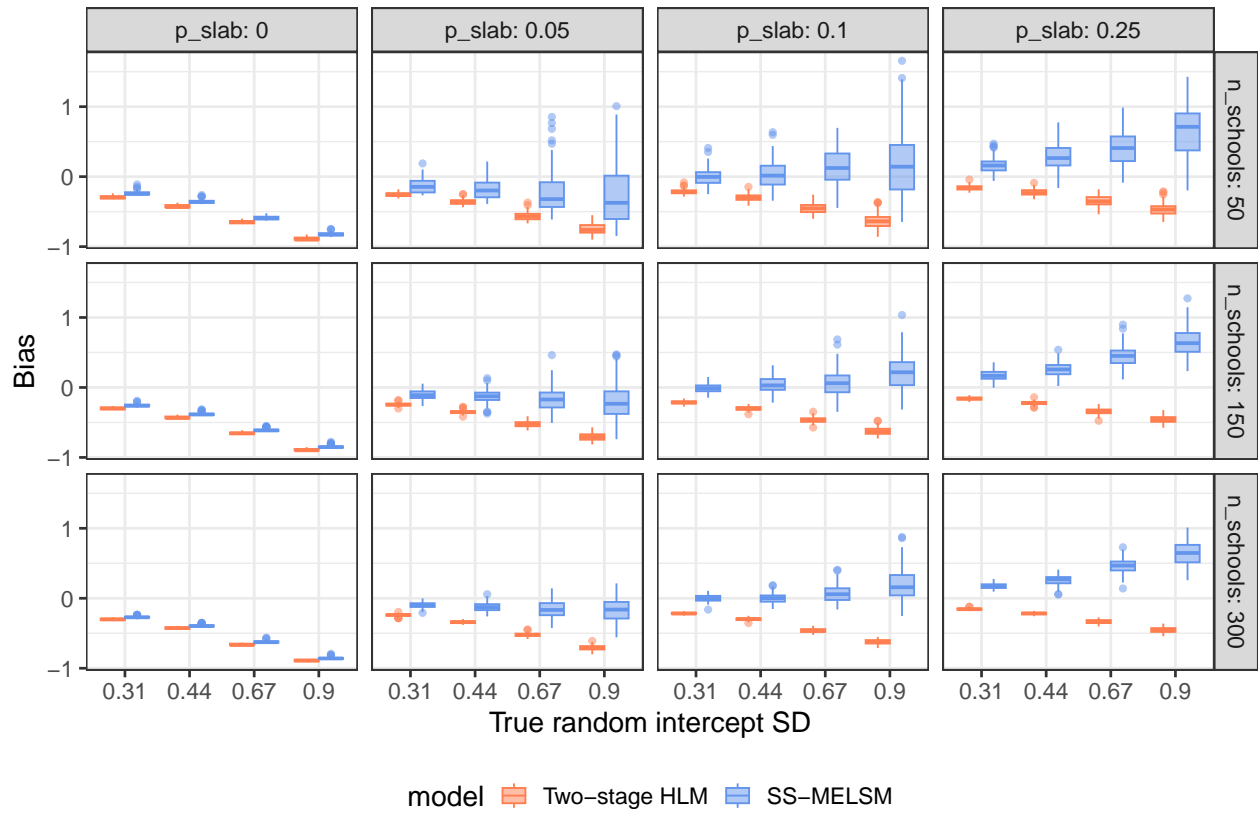 p_slab: 0 p_slab: 0.05 p_slab: 0.1 p_slab: 0.25
n_schools: 50
1
0
−1
n_schools: 150
1
0
−1
n_schools: 300
1
0
−1
Bias
0.31 0.44 0.67 0.9 0.31 0.44 0.67 0.9 0.31 0.44 0.67 0.9 0.31 0.44 0.67 0.9
True random intercept SD
model Two−stage HLM SS−MELSM